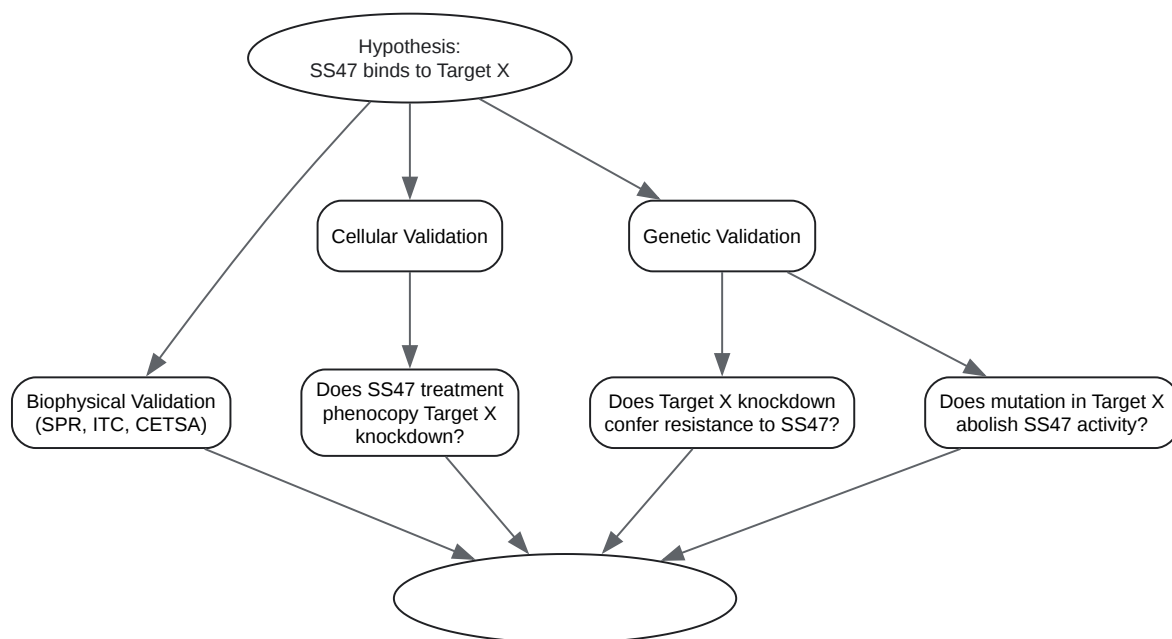 Hypothesis:
SS47 binds to Target X
Cellular Validation
Genetic Validation
Biophysical Validation
(SPR, ITC, CETSA)
Does SS47 treatment
phenocopy Target X
knockdown?
Does Target X knockdown
confer resistance to SS47?
Does mutation in Target X
abolish SS47 activity?